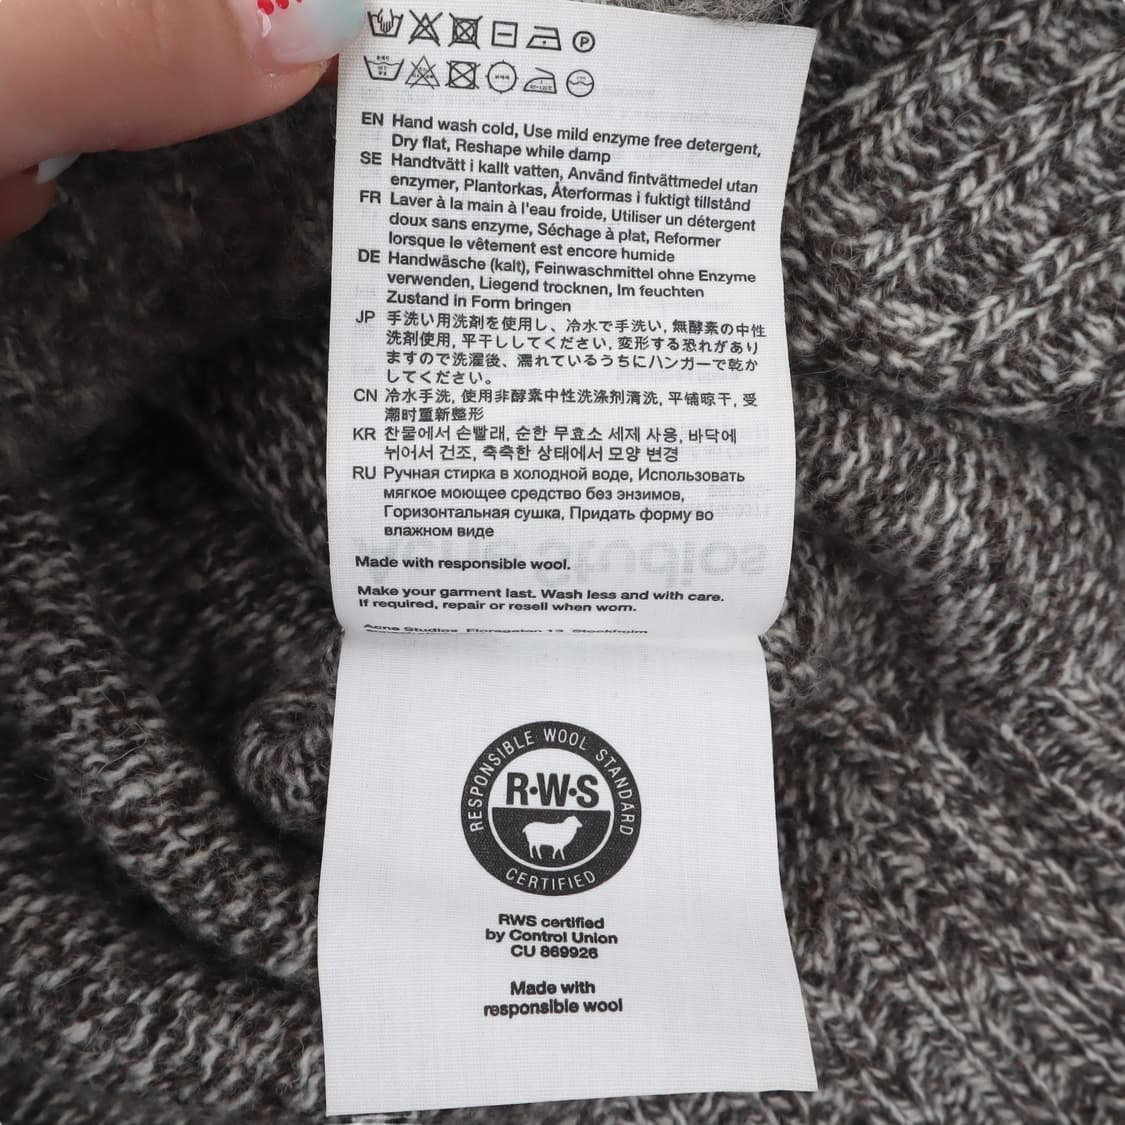 EN Hand wash cold, Use mild enzyme free detergent,
Dry flat, Reshape while damp
SE Handtvätt i kallt vatten, Använd fintvättmedel utan
enzymer, Plantorkas, Återformas i fuktigt tillstånd
FR Laver à la main à l'eau froide, Utiliser un détergent
doux sans enzyme, Séchage à plat, Reformer
lorsque le vêtement est encore humide
DE Handwäsche (kalt), Feinwaschmittel ohne Enzyme
verwenden, Liegend trocknen, Im feuchten
Zustand in Form bringen
JP 手洗い用洗剤を使用し、冷水で手洗い, 無酵素の中性
洗剤使用, 平干ししてください, 変形する恐れがあり
ますので洗濯後、濡れているうちにハンガーで乾か
してください。
CN 冷水手洗, 使用非酵素中性洗涤剂清洗, 平铺晾干, 受
潮时重新整形
KR 찬물에서 손빨래, 순한 무효소 세제 사용, 바닥에
뉘어서 건조, 축축한 상태에서 모양 변경
RU Ручная стирка в холодной воде, Использовать
мягкое моющее средство без энзимов,
Горизонтальная сушка, Придать форму во
влажном виде
Made with responsible wool.
Make your garment last. Wash less and with care.
If required, repair or resell when worn.
Acne Studios, Floragatan 13, Stockholm
RESPONSIBLE WOOL STANDARD
R·W·S
CERTIFIED
RWS certified
by Control Union
CU 869926
Made with
responsible wool